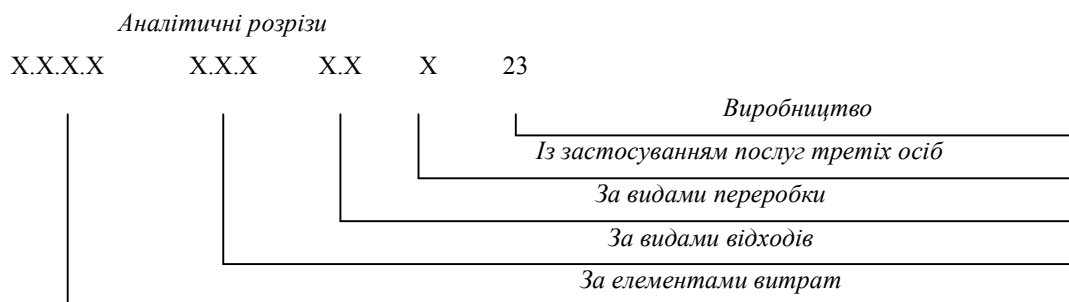 Аналітичні розрізи
Х.Х.Х.Х Х.Х.Х Х.Х Х 23
Виробництво
Із застосуванням послуг третіх осіб
За видами переробки
За видами відходів
За елементами витрат